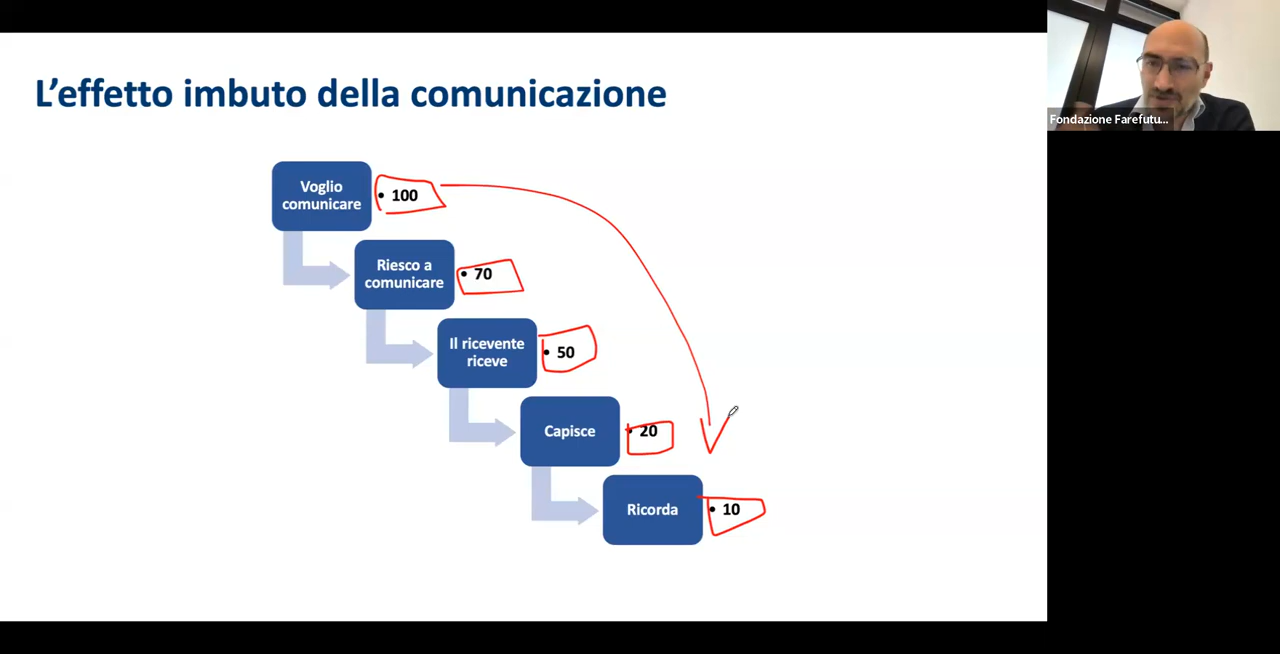 L'effetto imbuto della comunicazione
Fondazione Farefutu...
Voglio
comunicare
• 100
Riesco a
comunicare
• 70
Il ricevente
riceve
• 50
Capisce
• 20
Ricorda
• 10